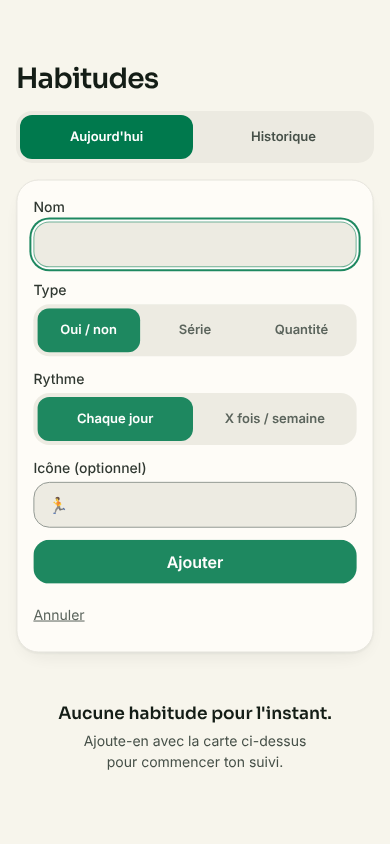 Habitudes
Aujourd'hui
Historique
Nom
Type
Oui / non
Série
Quantité
Rythme
Chaque jour
X fois / semaine
Icône (optionnel)
🏃
Ajouter
Annuler
Aucune habitude pour l'instant.
Ajoute-en avec la carte ci-dessus
pour commencer ton suivi.